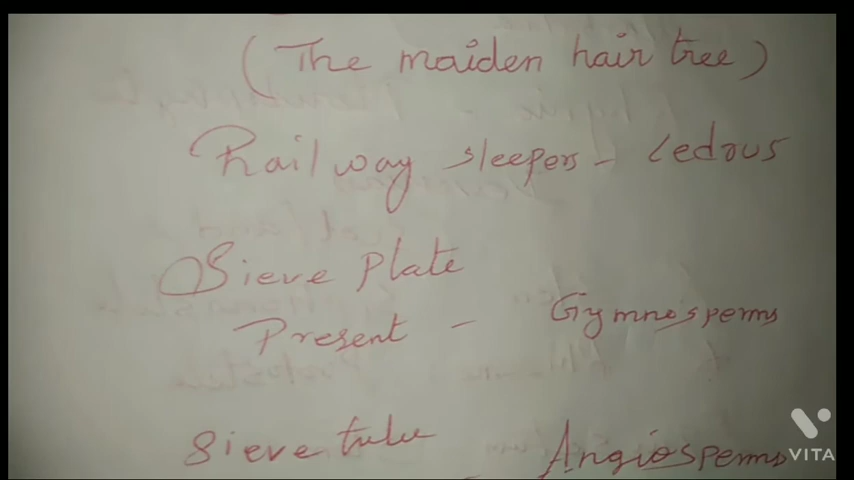 (The maiden hair tree)
Railway sleepers - Cedrus
Sieve Plate
Present - Gymnosperms
Sieve tube Angiosperms
VITA